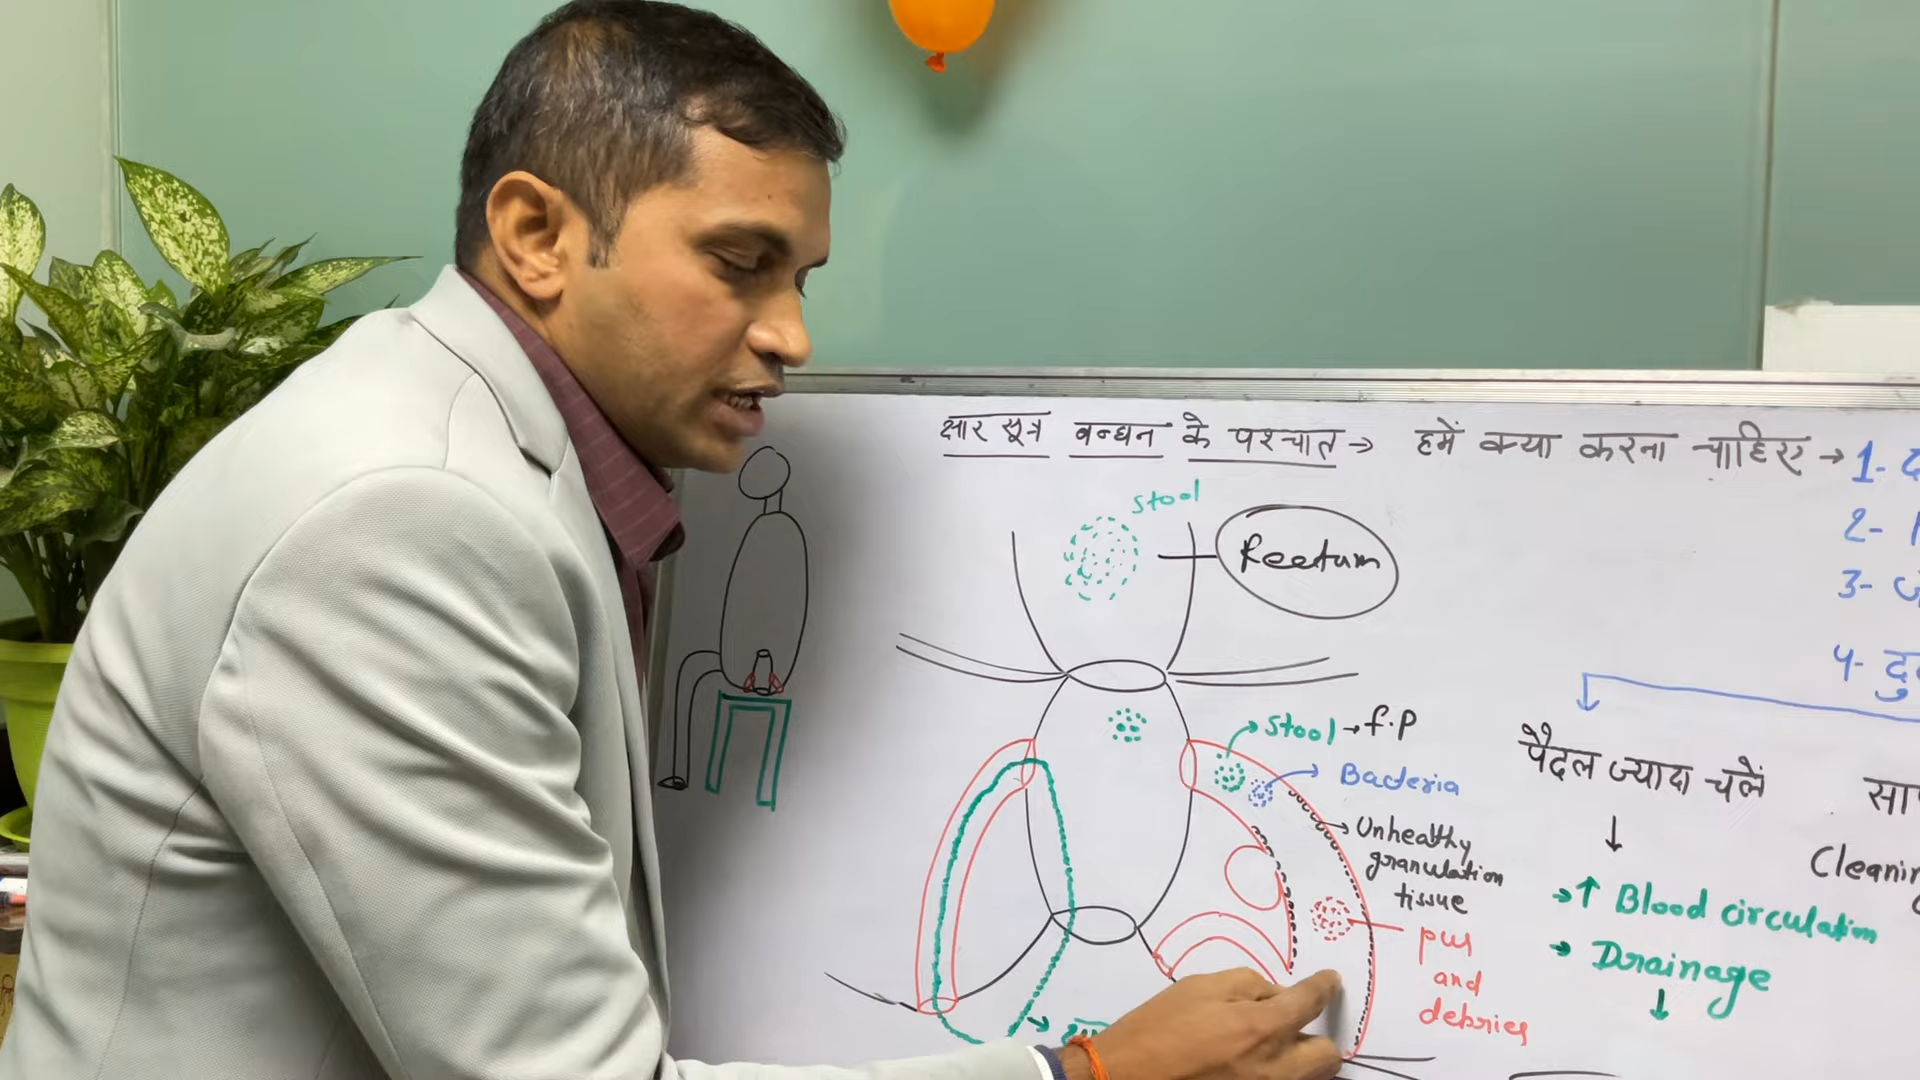 क्षार सूत्र बन्धन के पश्चात → हमें क्या करना चाहिए → 1-
2-
3-
4-
stool
Rectum
stool → f.P
Bacteria
Unhealthy
granulation
tissue
pus
and
debries
पैदल ज्यादा चलें
↓
→ ↑ Blood circulation
→ Drainage
↓